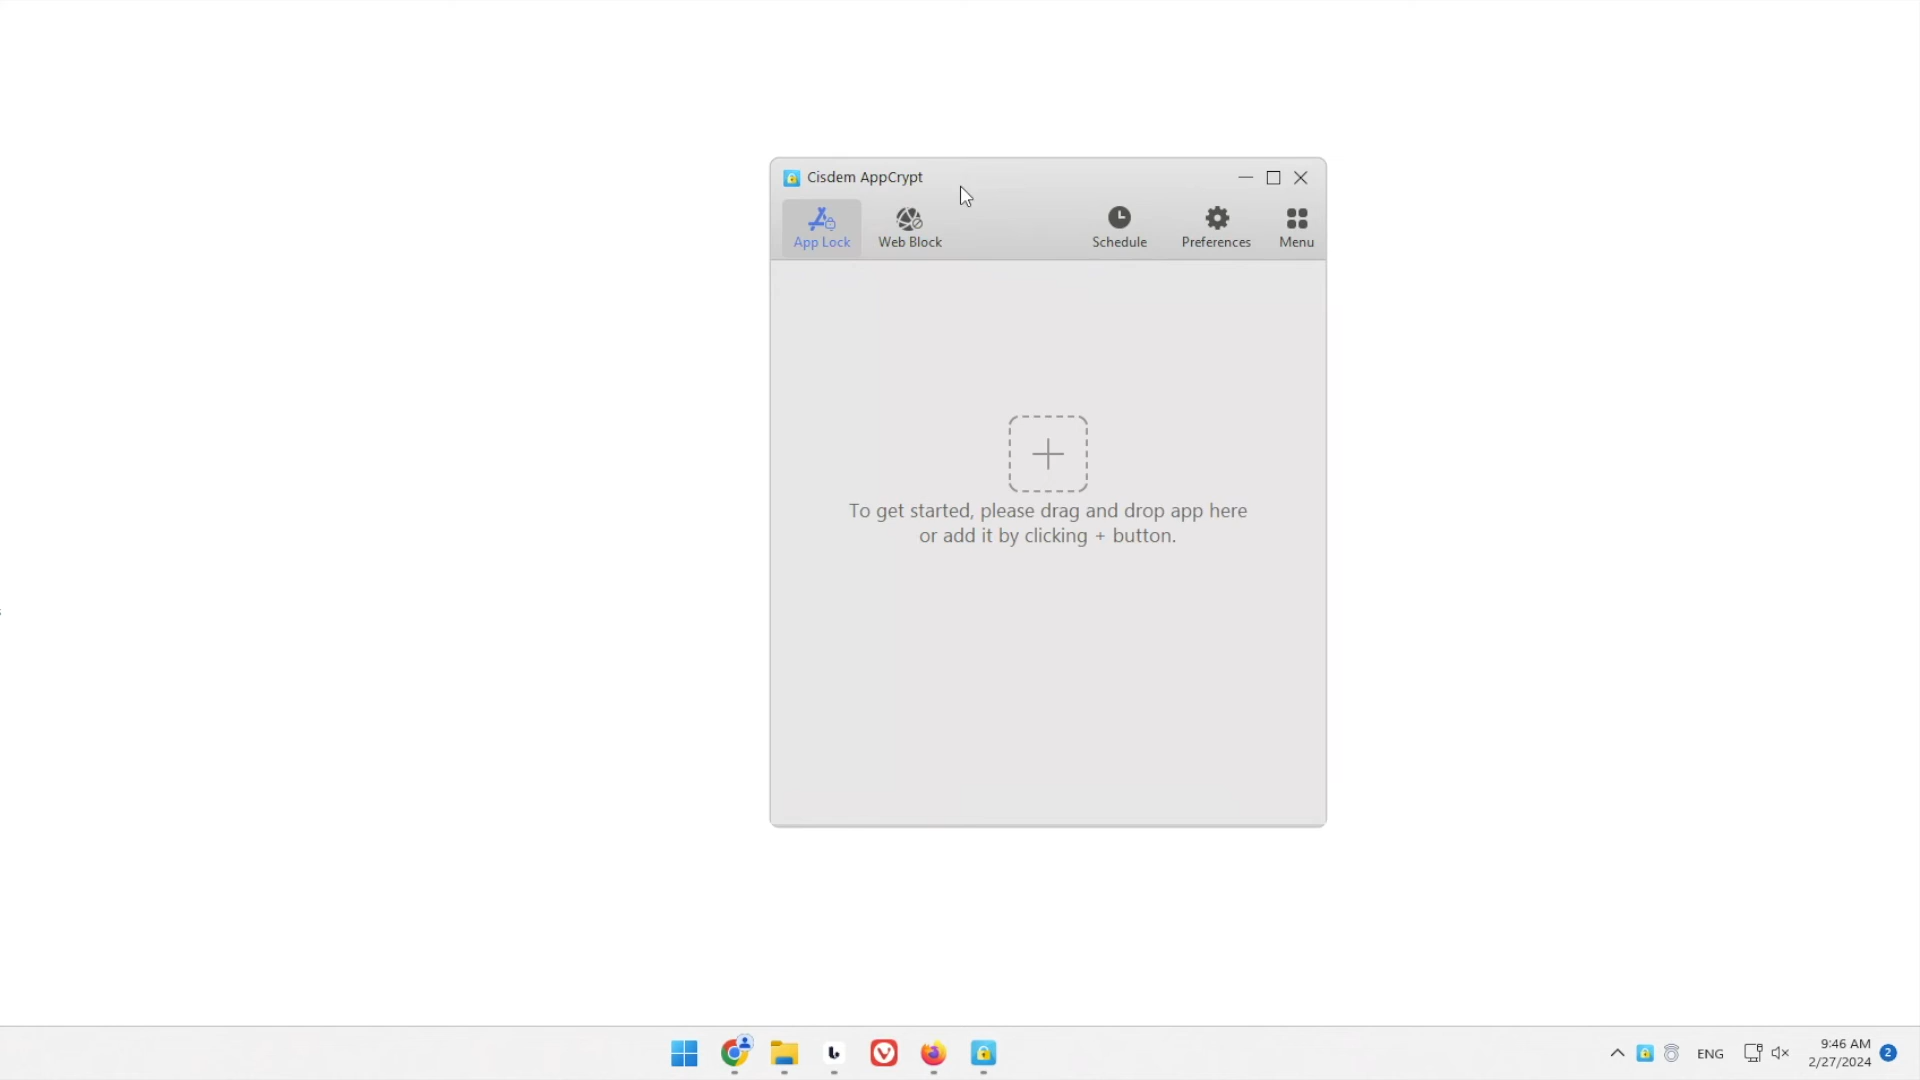 Cisdem AppCrypt
App Lock
Web Block
Schedule
Preferences
Menu
To get started, please drag and drop app here
or add it by clicking + button.
ENG
9:46 AM
2/27/2024
2